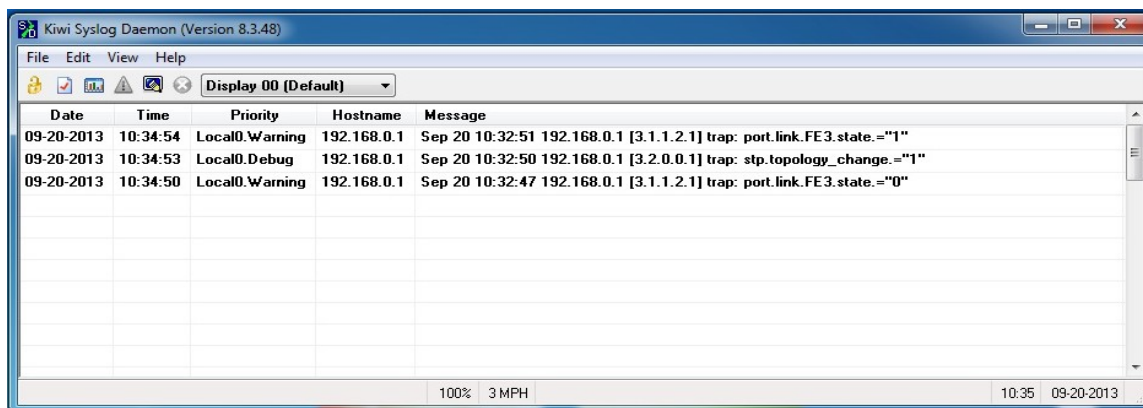 Kiwi Syslog Daemon (Version 8.3.48)
File Edit View Help
Display 00 (Default)
Date Time Priority Hostname Message
09-20-2013 10:34:54 Local0.Warning 192.168.0.1 Sep 20 10:32:51 192.168.0.1 [3.1.1.2.1] trap: port.link.FE3.state.="1"
09-20-2013 10:34:53 Local0.Debug 192.168.0.1 Sep 20 10:32:50 192.168.0.1 [3.2.0.0.1] trap: stp.topology_change.="1"
09-20-2013 10:34:50 Local0.Warning 192.168.0.1 Sep 20 10:32:47 192.168.0.1 [3.1.1.2.1] trap: port.link.FE3.state.="0"
100% 3 MPH 10:35 09-20-2013